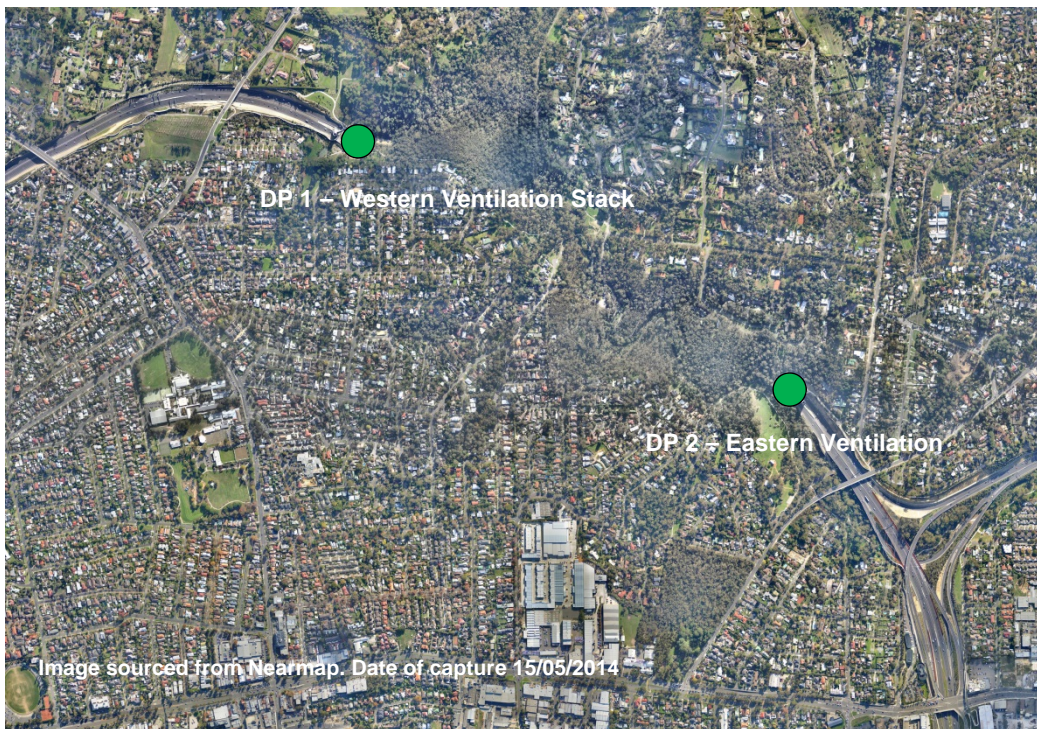 DP 1 – Western Ventilation Stack
DP 2 – Eastern Ventilation
Image sourced from Nearmap. Date of capture 15/05/2014